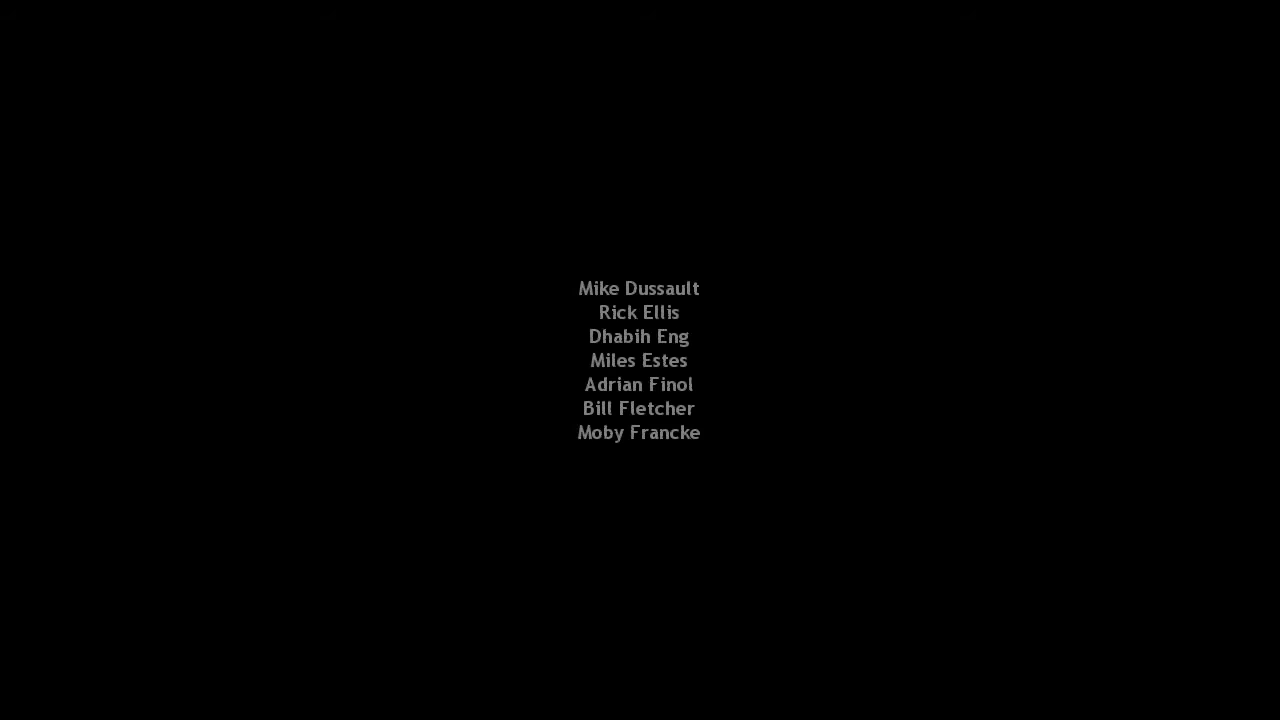 Mike Dussault
Rick Ellis
Dhabih Eng
Miles Estes
Adrian Finol
Bill Fletcher
Moby Francke